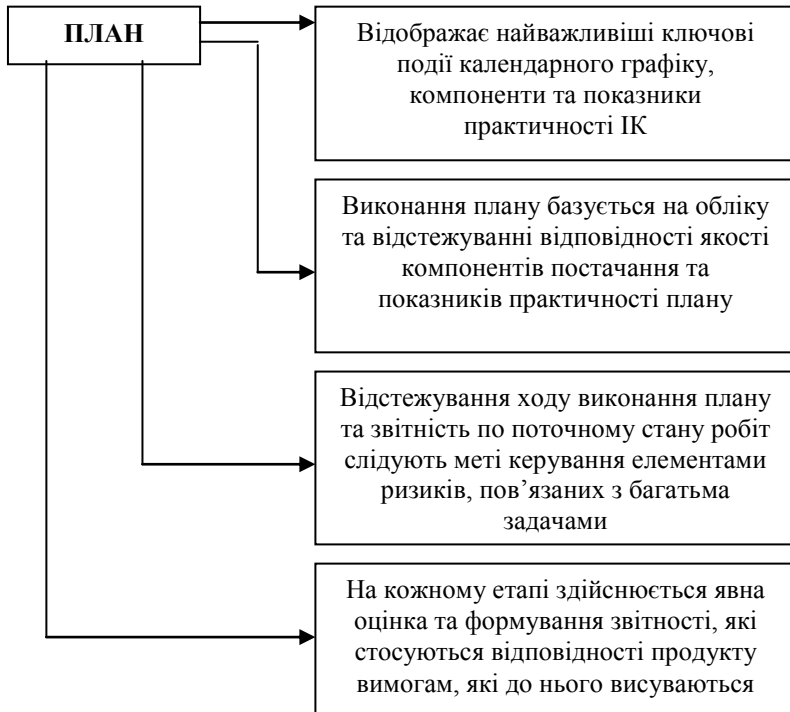 ПЛАН
Відображає найважливіші ключові
події календарного графіку,
компоненти та показники
практичності ІК
Виконання плану базується на обліку
та відстежуванні відповідності якості
компонентів постачання та
показників практичності плану
Відстежування ходу виконання плану
та звітність по поточному стану робіт
слідують меті керування елементами
ризиків, пов’язаних з багатьма
задачами
На кожному етапі здійснюється явна
оцінка та формування звітності, які
стосуються відповідності продукту
вимогам, які до нього висуваються